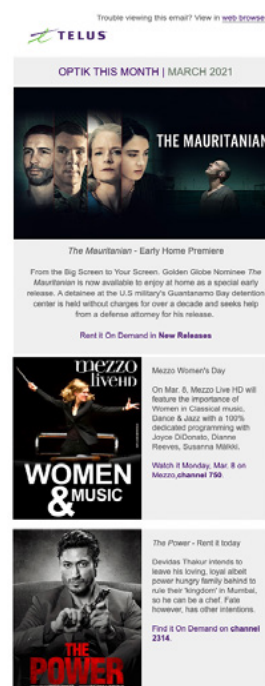 Trouble viewing this email? View in web browse
TELUS
OPTIK THIS MONTH | MARCH 2021
THE MAURITANIAN
The Mauritanian - Early Home Premiere
From the Big Screen to Your Screen. Golden Globe Nominee The
Mauritanian is now available to enjoy at home as a special early
release. A detainee at the U.S military's Guantanamo Bay detention
center is held without charges for over a decade and seeks help
from a defense attorney for his release.
Rent it On Demand in New Releases
mezzo
liveHD
WOMEN
& MUSIC
Mezzo Women's Day
On Mar. 8, Mezzo Live HD will
feature the importance of
Women in Classical music,
Dance & Jazz with a 100%
dedicated programming with
Joyce DiDonato, Dianne
Reeves, Susanna Mälkki.
Watch it Monday, Mar. 8 on
Mezzo,channel 750.
THE
POWER
The Power - Rent it today
Devidas Thakur intends to
leave his loving, loyal albeit
power hungry family behind to
rule their 'kingdom' in Mumbai,
so he can be a chef. Fate
however, has other intentions.
Find it On Demand on channel
2314.